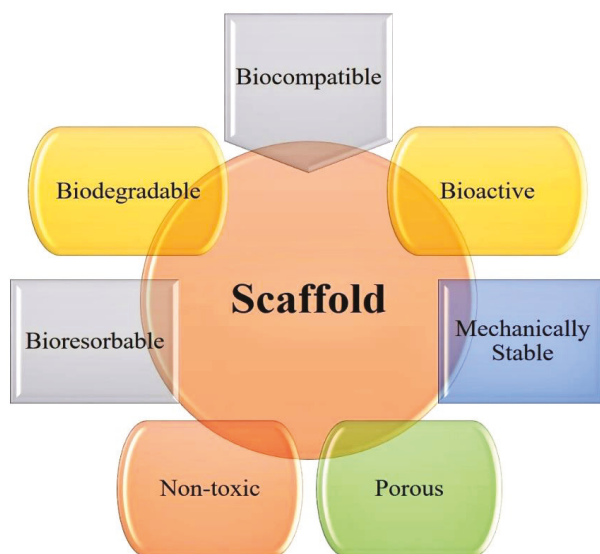 Biocompatible
Biodegradable
Bioactive
Scaffold
Bioresorbable
Mechanically
Stable
Non-toxic
Porous